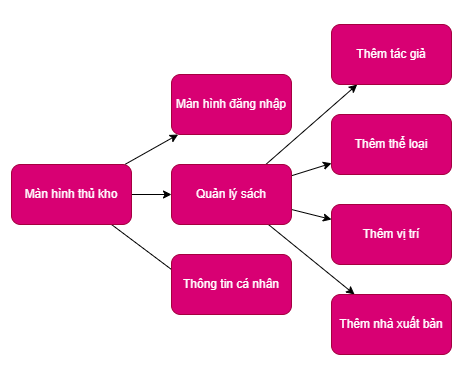 Thêm tác giả
Màn hình đăng nhập
Thêm thể loại
Màn hình thủ kho
Quản lý sách
Thêm vị trí
Thông tin cá nhân
Thêm nhà xuất bản